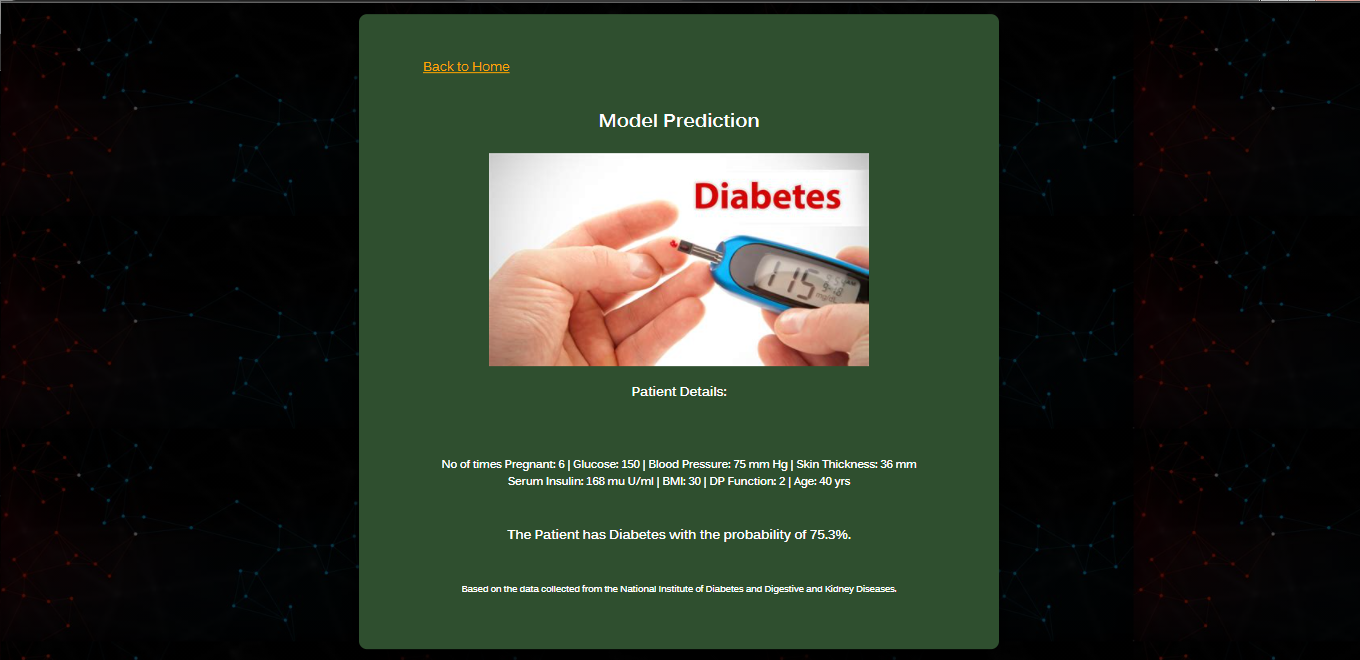 Back to Home
Model Prediction
Diabetes
115
Patient Details:
No of times Pregnant: 6 | Glucose: 150 | Blood Pressure: 75 mm Hg | Skin Thickness: 36 mm
Serum Insulin: 168 mu U/ml | BMI: 30 | DP Function: 2 | Age: 40 yrs
The Patient has Diabetes with the probability of 75.3%.
Based on the data collected from the National Institute of Diabetes and Digestive and Kidney Diseases.